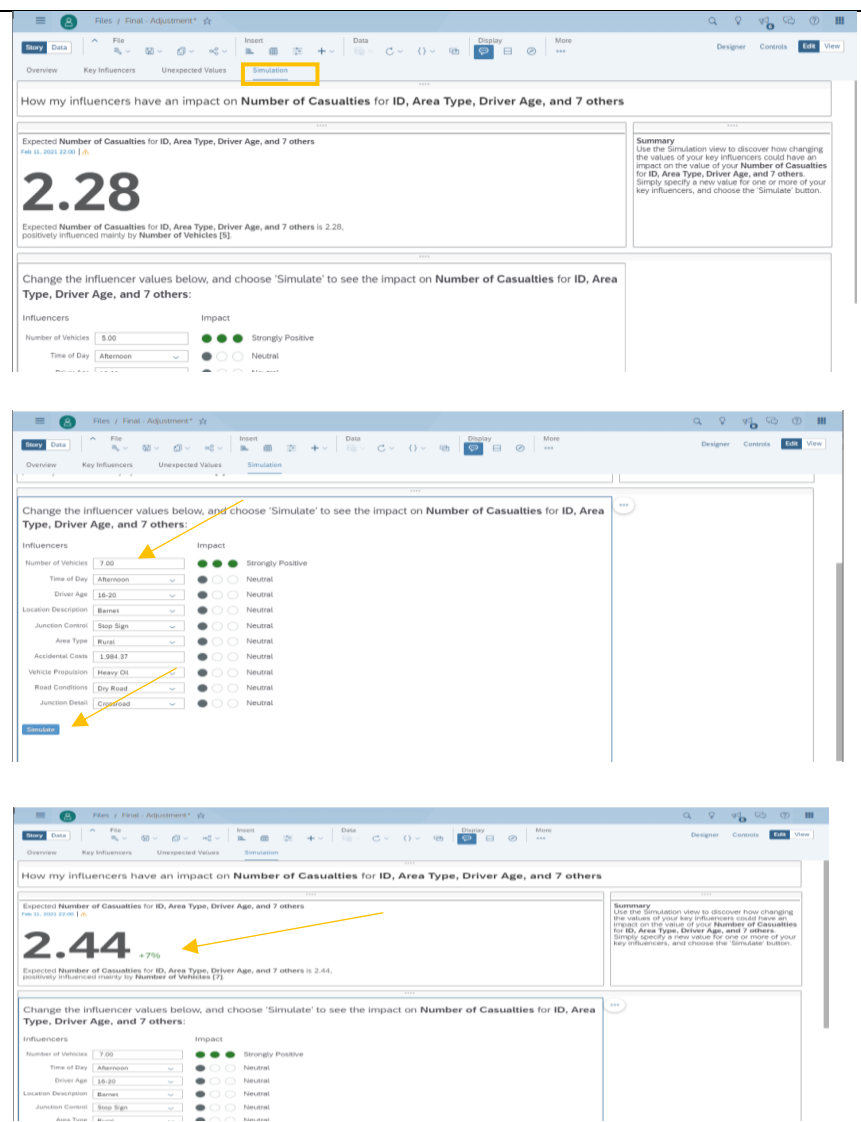 Files / Final - Adjustment*
Story Data File Insert Data Display More Designer Controls Edit View
Overview Key Influencers Unexpected Values Simulation
How my influencers have an impact on Number of Casualties for ID, Area Type, Driver Age, and 7 others
Expected Number of Casualties for ID, Area Type, Driver Age, and 7 others
Feb 11, 2021 22:00
2.28
Expected Number of Casualties for ID, Area Type, Driver Age, and 7 others is 2.28,
positively influenced mainly by Number of Vehicles [5].
Summary
Use the Simulation view to discover how changing
the values of your key influencers could have an
impact on the value of your Number of Casualties
for ID, Area Type, Driver Age, and 7 others.
Simply specify a new value for one or more of your
key influencers, and choose the 'Simulate' button.
Change the influencer values below, and choose 'Simulate' to see the impact on Number of Casualties for ID, Area
Type, Driver Age, and 7 others:
Influencers Impact
Number of Vehicles 5.00 Strongly Positive
Time of Day Afternoon Neutral
Files / Final - Adjustment*
Story Data File Insert Data Display More Designer Controls Edit View
Overview Key Influencers Unexpected Values Simulation
Change the influencer values below, and choose 'Simulate' to see the impact on Number of Casualties for ID, Area
Type, Driver Age, and 7 others:
Influencers Impact
Number of Vehicles 7.00 Strongly Positive
Time of Day Afternoon Neutral
Driver Age 16-20 Neutral
Location Description Barnet Neutral
Junction Control Stop Sign Neutral
Area Type Rural Neutral
Accidental Costs 1,984.37 Neutral
Vehicle Propulsion Heavy Oil Neutral
Road Conditions Dry Road Neutral
Junction Detail Crossroad Neutral
Simulate
Files / Final - Adjustment*
Story Data File Insert Data Display More Designer Controls Edit View
Overview Key Influencers Unexpected Values Simulation
How my influencers have an impact on Number of Casualties for ID, Area Type, Driver Age, and 7 others
Expected Number of Casualties for ID, Area Type, Driver Age, and 7 others
Feb 11, 2021 22:00
2.44 +7%
Expected Number of Casualties for ID, Area Type, Driver Age, and 7 others is 2.44,
positively influenced mainly by Number of Vehicles [7].
Summary
Use the Simulation view to discover how changing
the values of your key influencers could have an
impact on the value of your Number of Casualties
for ID, Area Type, Driver Age, and 7 others.
Simply specify a new value for one or more of your
key influencers, and choose the 'Simulate' button.
Change the influencer values below, and choose 'Simulate' to see the impact on Number of Casualties for ID, Area
Type, Driver Age, and 7 others:
Influencers Impact
Number of Vehicles 7.00 Strongly Positive
Time of Day Afternoon Neutral
Driver Age 16-20 Neutral
Location Description Barnet Neutral
Junction Control Stop Sign Neutral
Area Type Rural Neutral